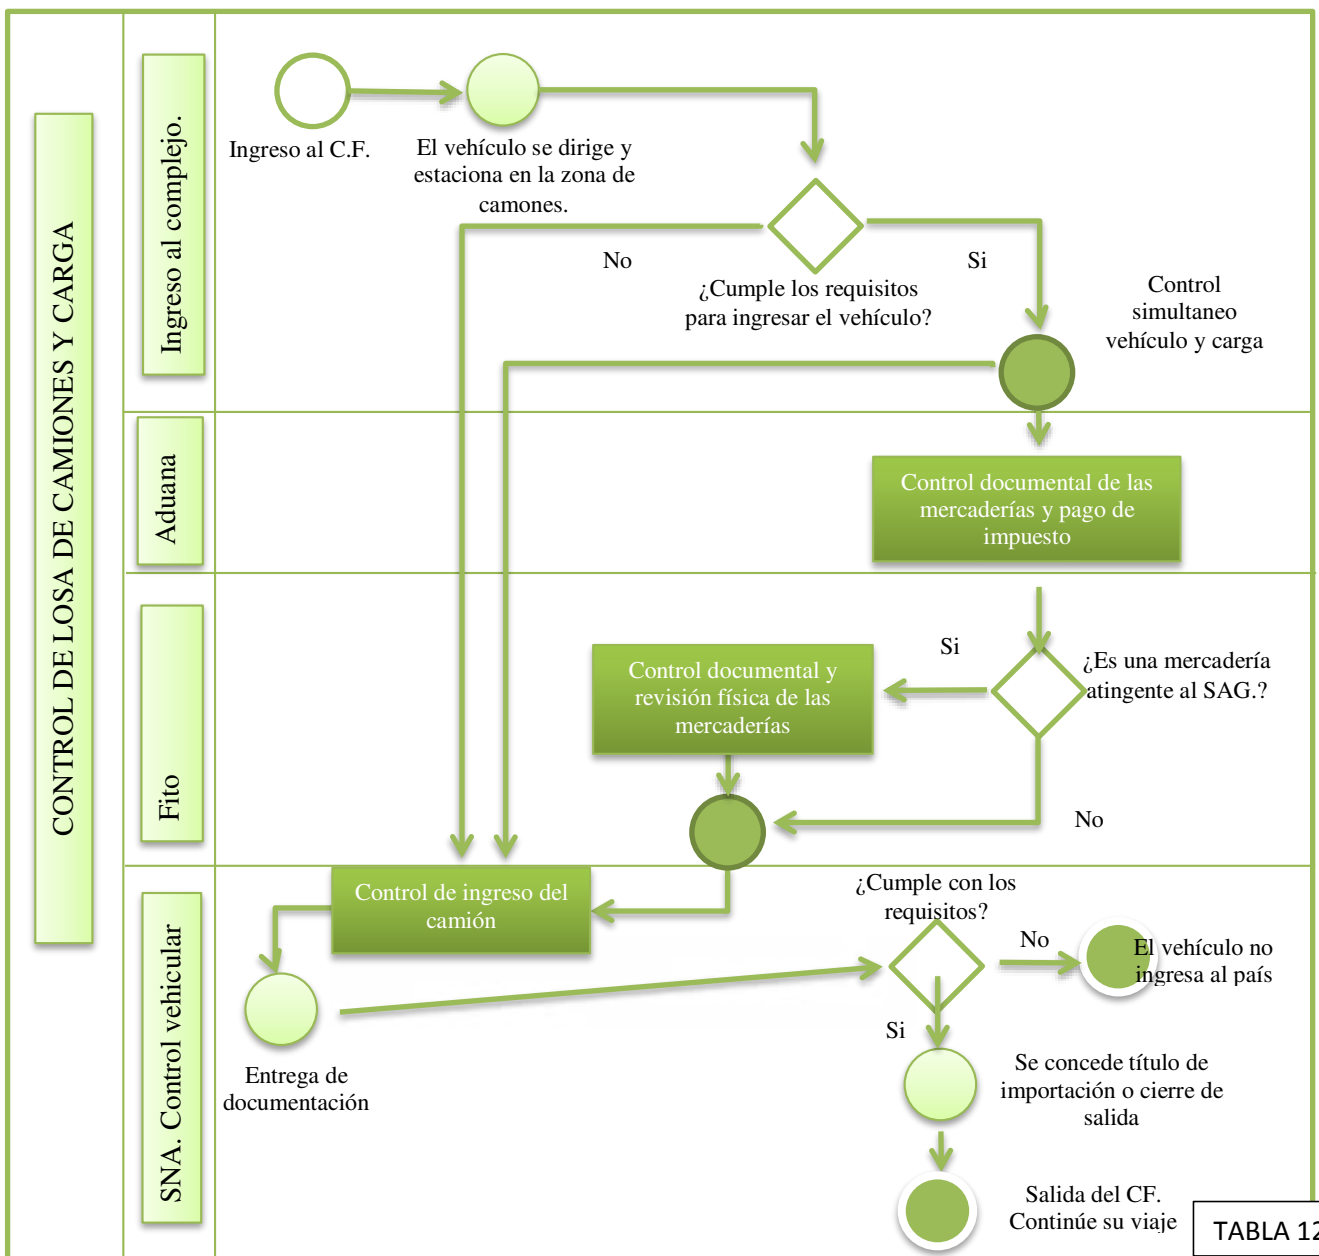 CONTROL DE LOSA DE CAMIONES Y CARGA
Ingreso al complejo.
Ingreso al C.F.
El vehículo se dirige y
estaciona en la zona de
camones.
No
Si
¿Cumple los requisitos
para ingresar el vehículo?
Control
simultaneo
vehículo y carga
Aduana
Control documental de las
mercaderías y pago de
impuesto
Fito
Si
¿Es una mercadería
atingente al SAG.?
Control documental y
revisión física de las
mercaderías
No
SNA. Control vehicular
Control de ingreso del
camión
¿Cumple con los
requisitos?
No
El vehículo no
ingresa al país
Si
Entrega de
documentación
Se concede título de
importación o cierre de
salida
Salida del CF.
Continúe su viaje
TABLA 12